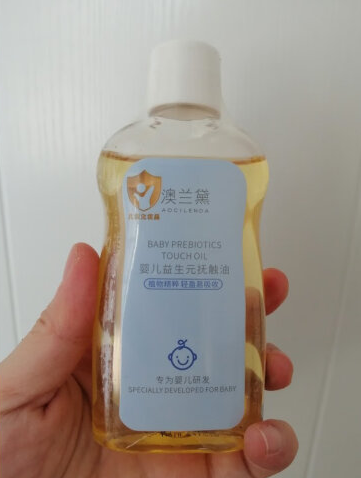 澳兰黛
AOCILENDA
BABY PREBIOTICS
TOUCH OIL
婴儿益生元抚触油
植物精粹 轻盈易吸收
专为婴儿研发
SPECIALLY DEVELOPED FOR BABY